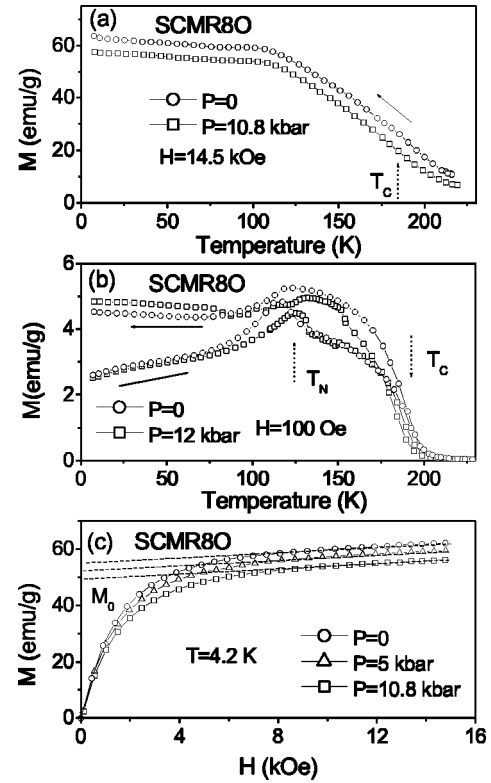 (a)
SCMR8O
M (emu/g)
60
40
20
0
P=0
P=10.8 kbar
H=14.5 kOe
T_C
0 50 100 150 200
Temperature (K)
(b)
SCMR8O
M(emu/g)
6
4
2
0
P=0
P=12 kbar
H=100 Oe
T_N
T_C
0 50 100 150 200
Temperature (K)
(c)
SCMR8O
M (emu/g)
60
40
20
0
M_0
T=4.2 K
P=0
P=5 kbar
P=10.8 kbar
0 4 8 12 16
H (kOe)